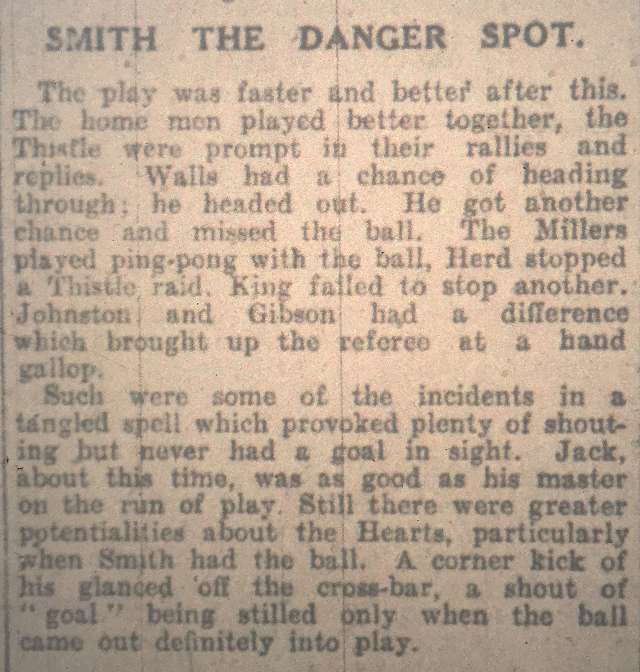 SMITH THE DANGER SPOT.
The play was faster and better after this.
The home men played better together, the
Thistle were prompt in their rallies and
replies. Walls had a chance of heading
through; he headed out. He got another
chance and missed the ball. The Millers
played ping-pong with the ball, Herd stopped
a Thistle raid, King failed to stop another.
Johnston and Gibson had a difference
which brought up the referee at a hand
gallop.
Such were some of the incidents in a
tangled spell which provoked plenty of shout-
ing but never had a goal in sight. Jack,
about this time, was as good as his master
on the run of play. Still there were greater
potentialities about the Hearts, particularly
when Smith had the ball. A corner kick of
his glanced off the cross-bar, a shout of
"goal" being stilled only when the ball
came out definitely into play.